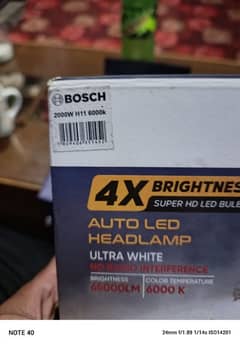 BOSCH
2000W H11 6000k
4X BRIGHTNES
SUPER HD LED BULB
AUTO LED
HEADLAMP
ULTRA WHITE
NO RADIO INTERFERENCE
BRIGHTNESS
COLOR TEMPERATURE
66000LM
6000 K
NOTE 40
24mm f/1.89 1/14s ISO14201